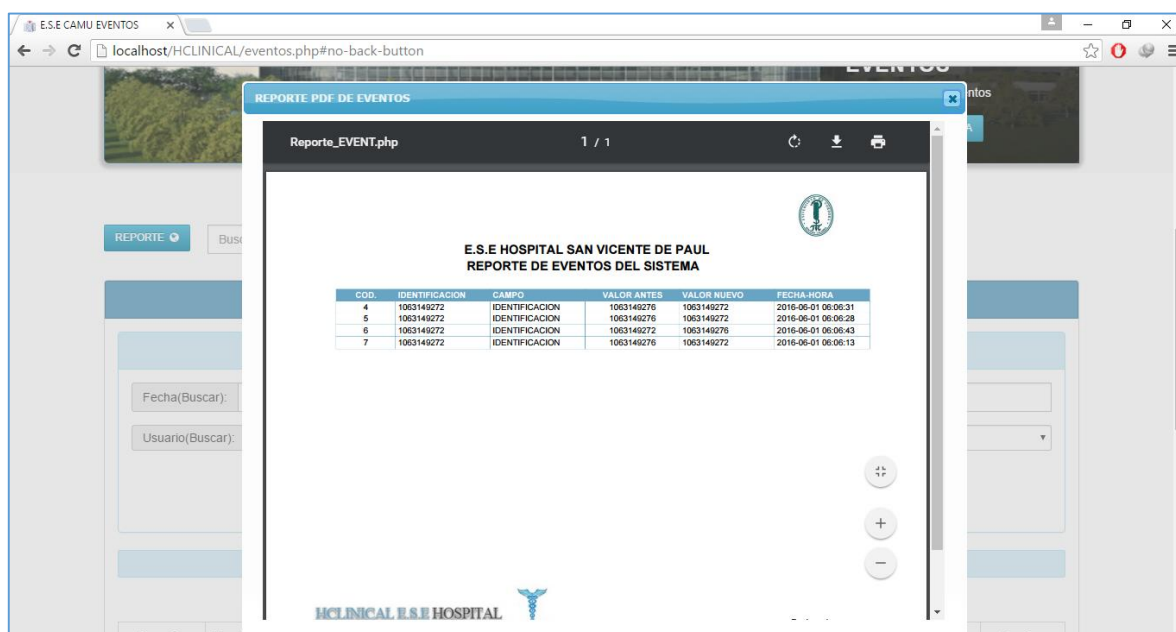 E.S.E CAMU EVENTOS
localhost/HCLINICAL/eventos.php#no-back-button
EVENTOS
REPORTE PDF DE EVENTOS
Reporte_EVENT.php 1 / 1
REPORTE
E.S.E HOSPITAL SAN VICENTE DE PAUL
REPORTE DE EVENTOS DEL SISTEMA
COD. IDENTIFICACION CAMPO VALOR ANTES VALOR NUEVO FECHA-HORA
4 1063149272 IDENTIFICACION 1063149276 1063149272 2016-06-01 06:06:31
5 1063149272 IDENTIFICACION 1063149276 1063149272 2016-06-01 06:06:28
6 1063149272 IDENTIFICACION 1063149272 1063149276 2016-06-01 06:06:43
7 1063149272 IDENTIFICACION 1063149276 1063149272 2016-06-01 06:06:13
Fecha(Buscar):
Usuario(Buscar):
HCLINICAL E.S.E HOSPITAL